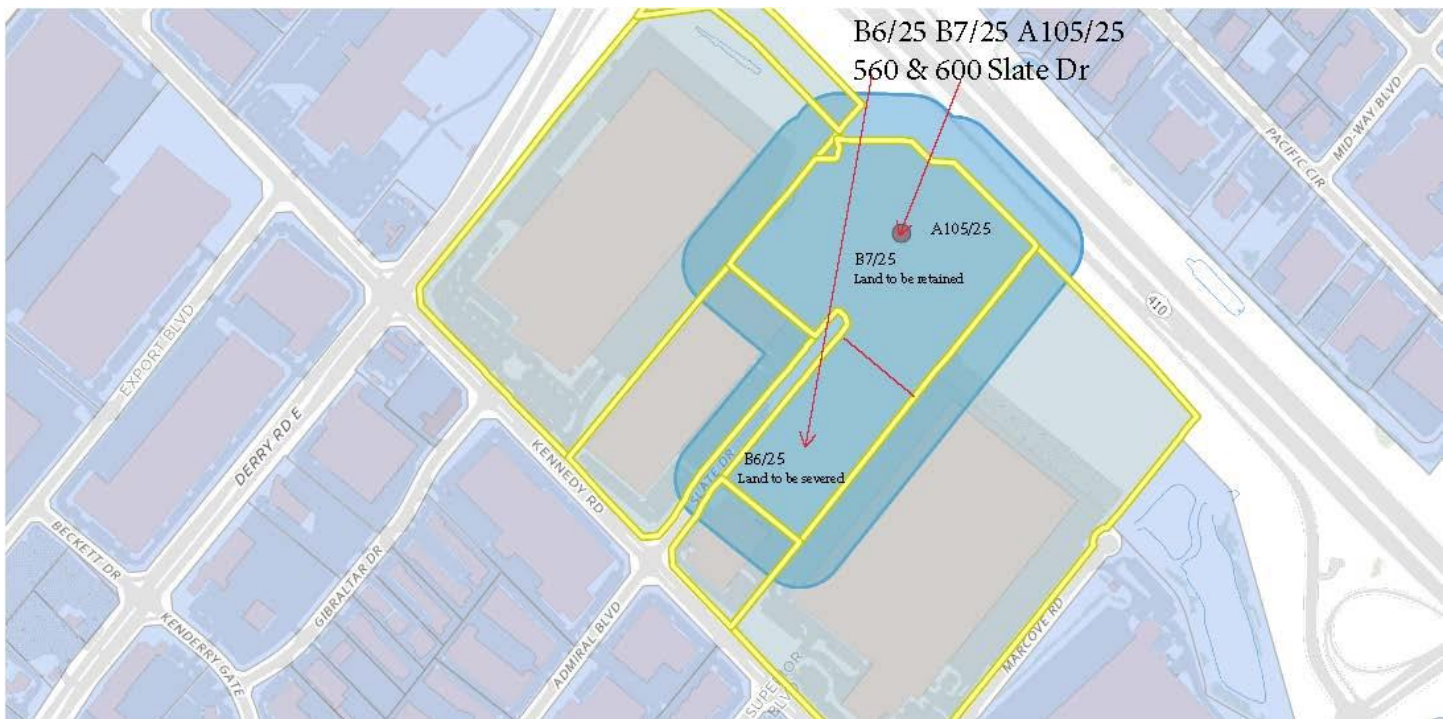 B6/25 B7/25 A105/25
560 & 600 Slate Dr
MID-WAY BLVD
PACIFIC CIR
A105/25
B7/25
Land to be retained
410
EXPORT BLVD
DERRY RD E
KENNEDY RD
SLATE DR
B6/25
Land to be severed
BECKETT DR
GIBRALTAR DR
KENDERRY GATE
ADMIRAL BLVD
SUPERIOR
BLVD
MARCOVE RD